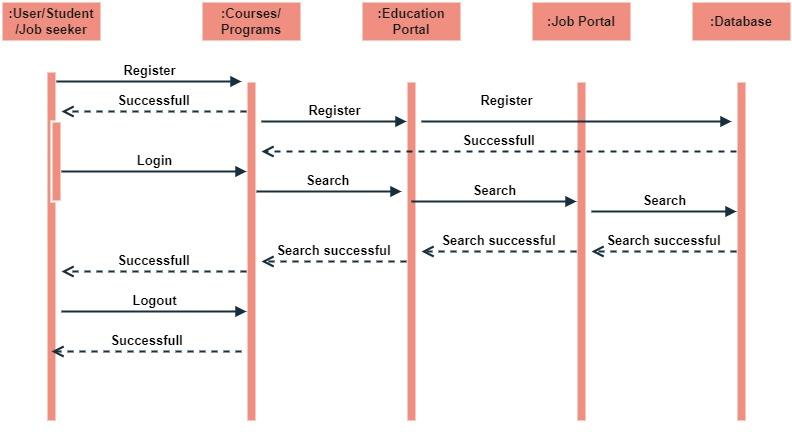 :User/Student
/Job seeker
:Courses/
Programs
:Education
Portal
:Job Portal
:Database
Register
Successfull
Register
Register
Successfull
Login
Search
Search
Search
Successfull
Search successful
Search successful
Search successful
Logout
Successfull